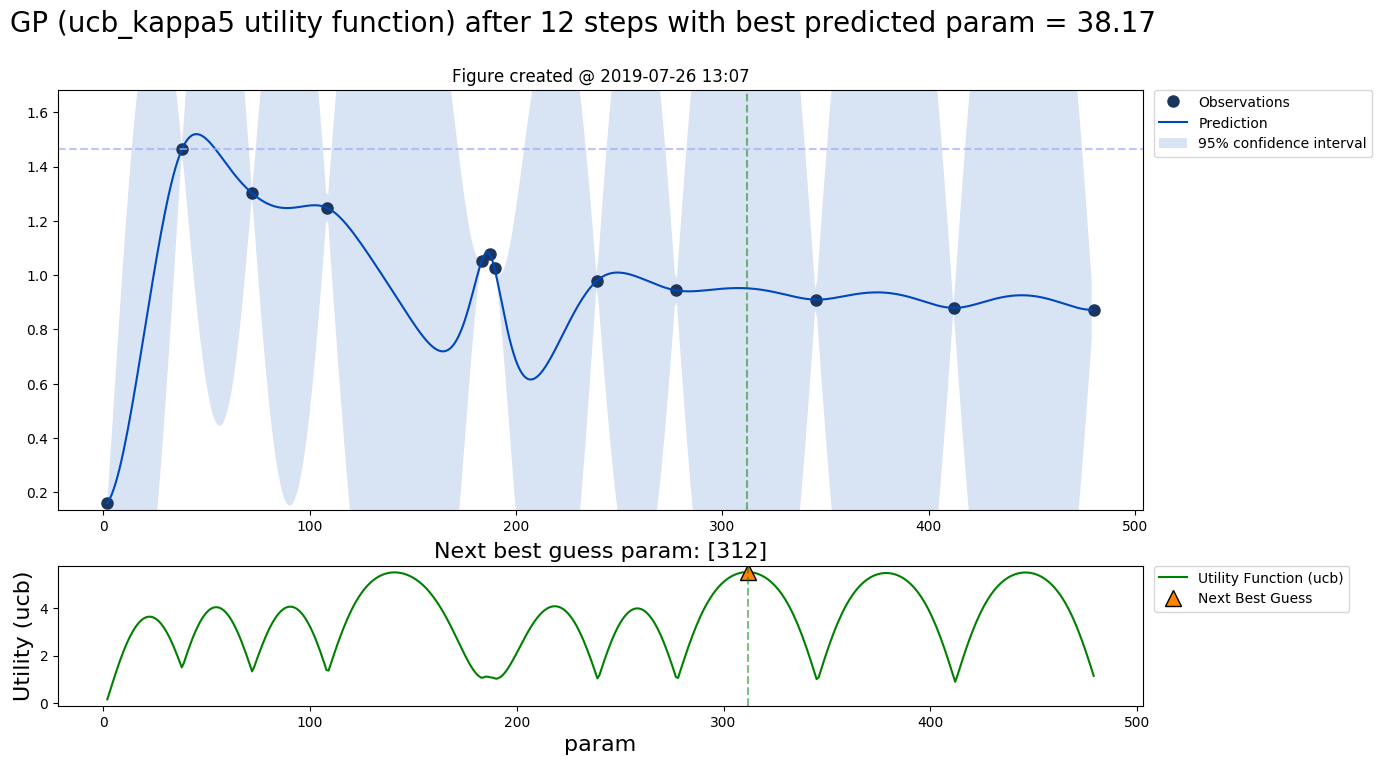 GP (ucb_kappa5 utility function) after 12 steps with best predicted param = 38.17
Figure created @ 2019-07-26 13:07
1.6
1.4
1.2
1.0
0.8
0.6
0.4
0.2
0 100 200 300 400 500
Observations
Prediction
95% confidence interval
Next best guess param: [312]
Utility (ucb)
4
2
0
0 100 200 300 400 500
param
Utility Function (ucb)
Next Best Guess